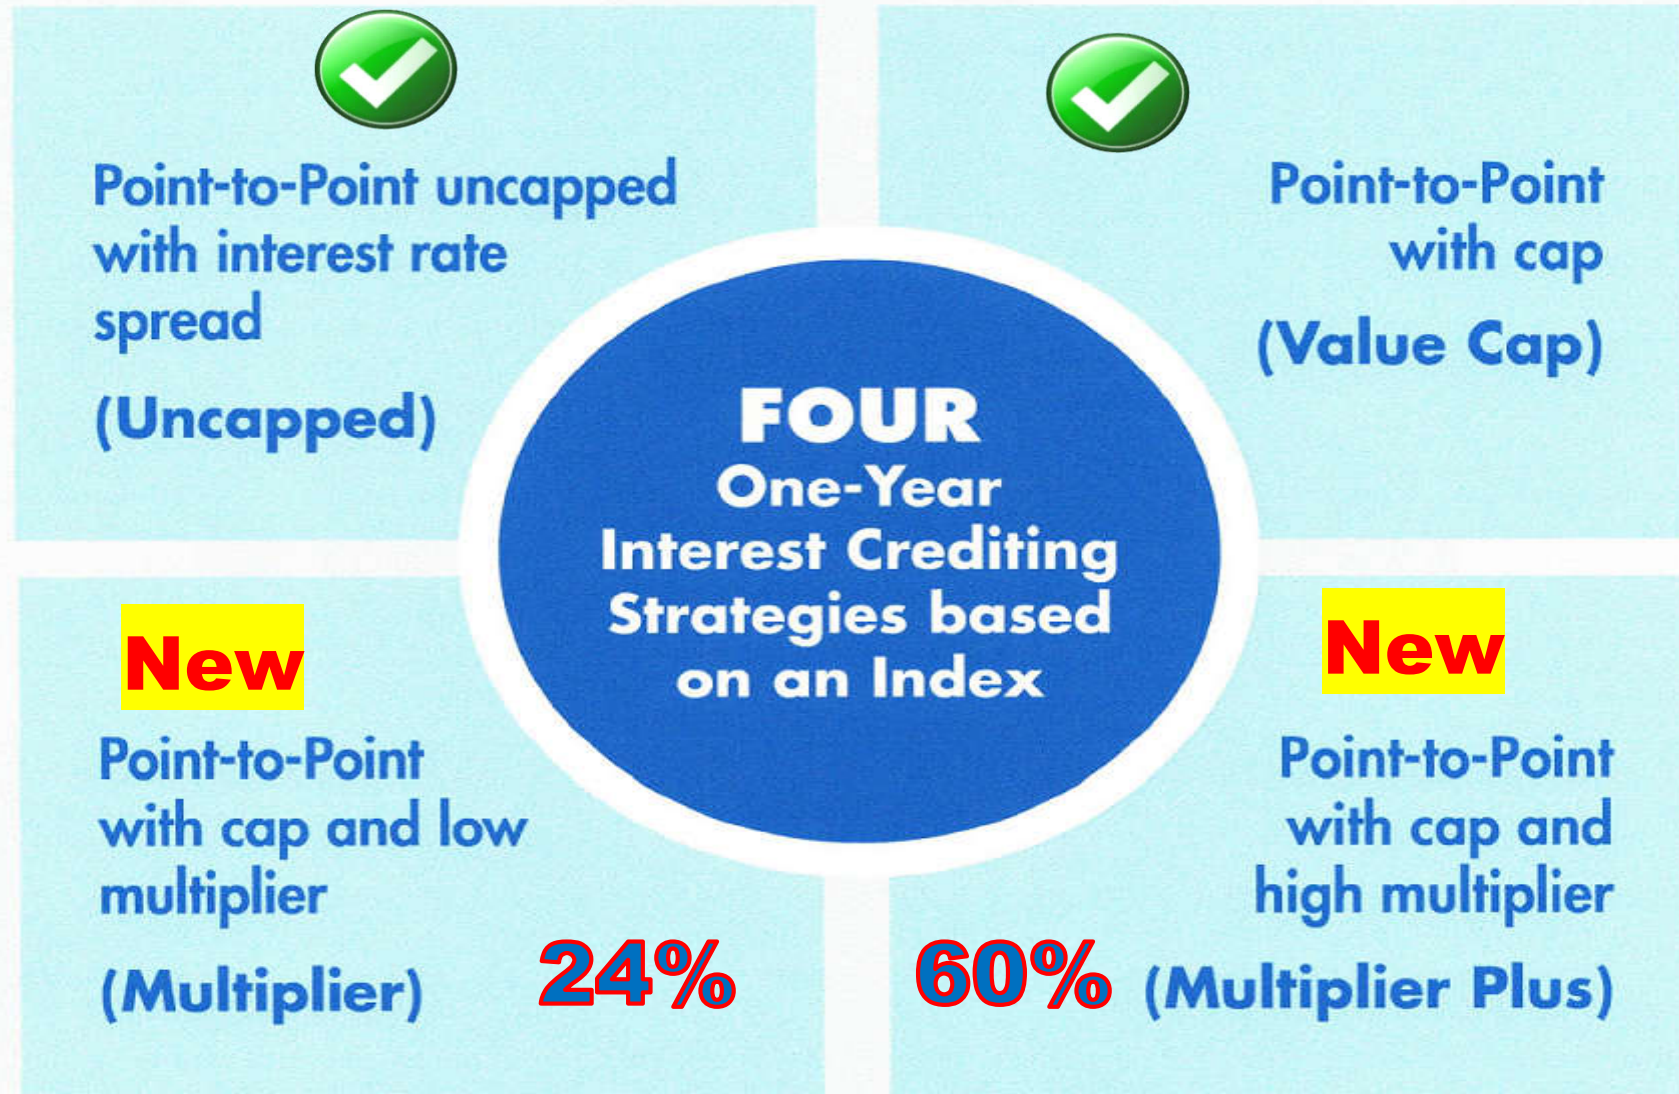 Point-to-Point uncapped
with interest rate
spread
(Uncapped)
Point-to-Point
with cap
(Value Cap)
FOUR
One-Year
Interest Crediting
Strategies based
on an Index
New
Point-to-Point
with cap and low
multiplier
(Multiplier)
24%
New
Point-to-Point
with cap and
high multiplier
60%
(Multiplier Plus)